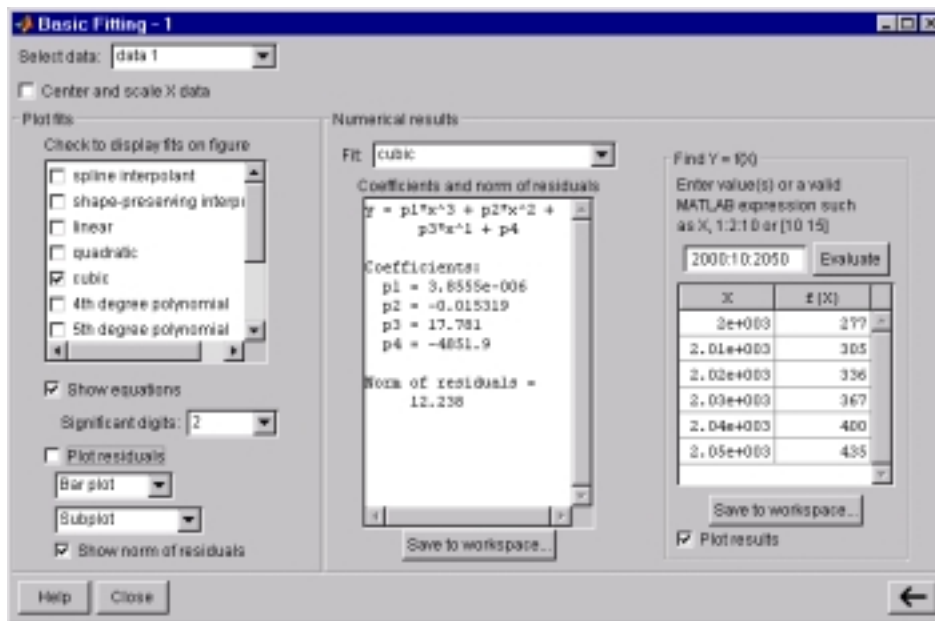 Basic Fitting - 1
Select data: data 1
Center and scale X data
Plot fits
Check to display fits on figure
spline interpolant
shape-preserving interp
linear
quadratic
cubic
4th degree polynomial
5th degree polynomial
Show equations
Significant digits: 2
Plot residuals
Bar plot
Subplot
Show norm of residuals
Numerical results
Fit: cubic
Coefficients and norm of residuals
y = p1*x^3 + p2*x^2 +
p3*x^1 + p4
Coefficients:
p1 = 3.8555e-006
p2 = -0.015319
p3 = 17.781
p4 = -4851.9
Norm of residuals =
12.238
Save to workspace...
Find Y = f(X)
Enter value(s) or a valid
MATLAB expression such
as X, 1:2:10 or [10 15]
2000:10:2050 Evaluate
X f(X)
2e+003 277
2.01e+003 305
2.02e+003 336
2.03e+003 367
2.04e+003 400
2.05e+003 435
Save to workspace...
Plot results
Help Close